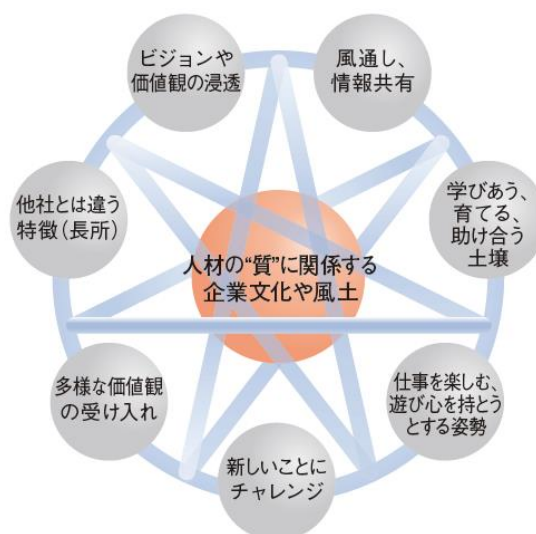 ビジョンや
価値観の浸透
風通し、
情報共有
他社とは違う
特徴(長所)
学びあう、
育てる、
助け合う
土壌
人材の“質”に関係する
企業文化や風土
多様な価値観
の受け入れ
仕事を楽しむ、
遊び心を持とう
とする姿勢
新しいことに
チャレンジ